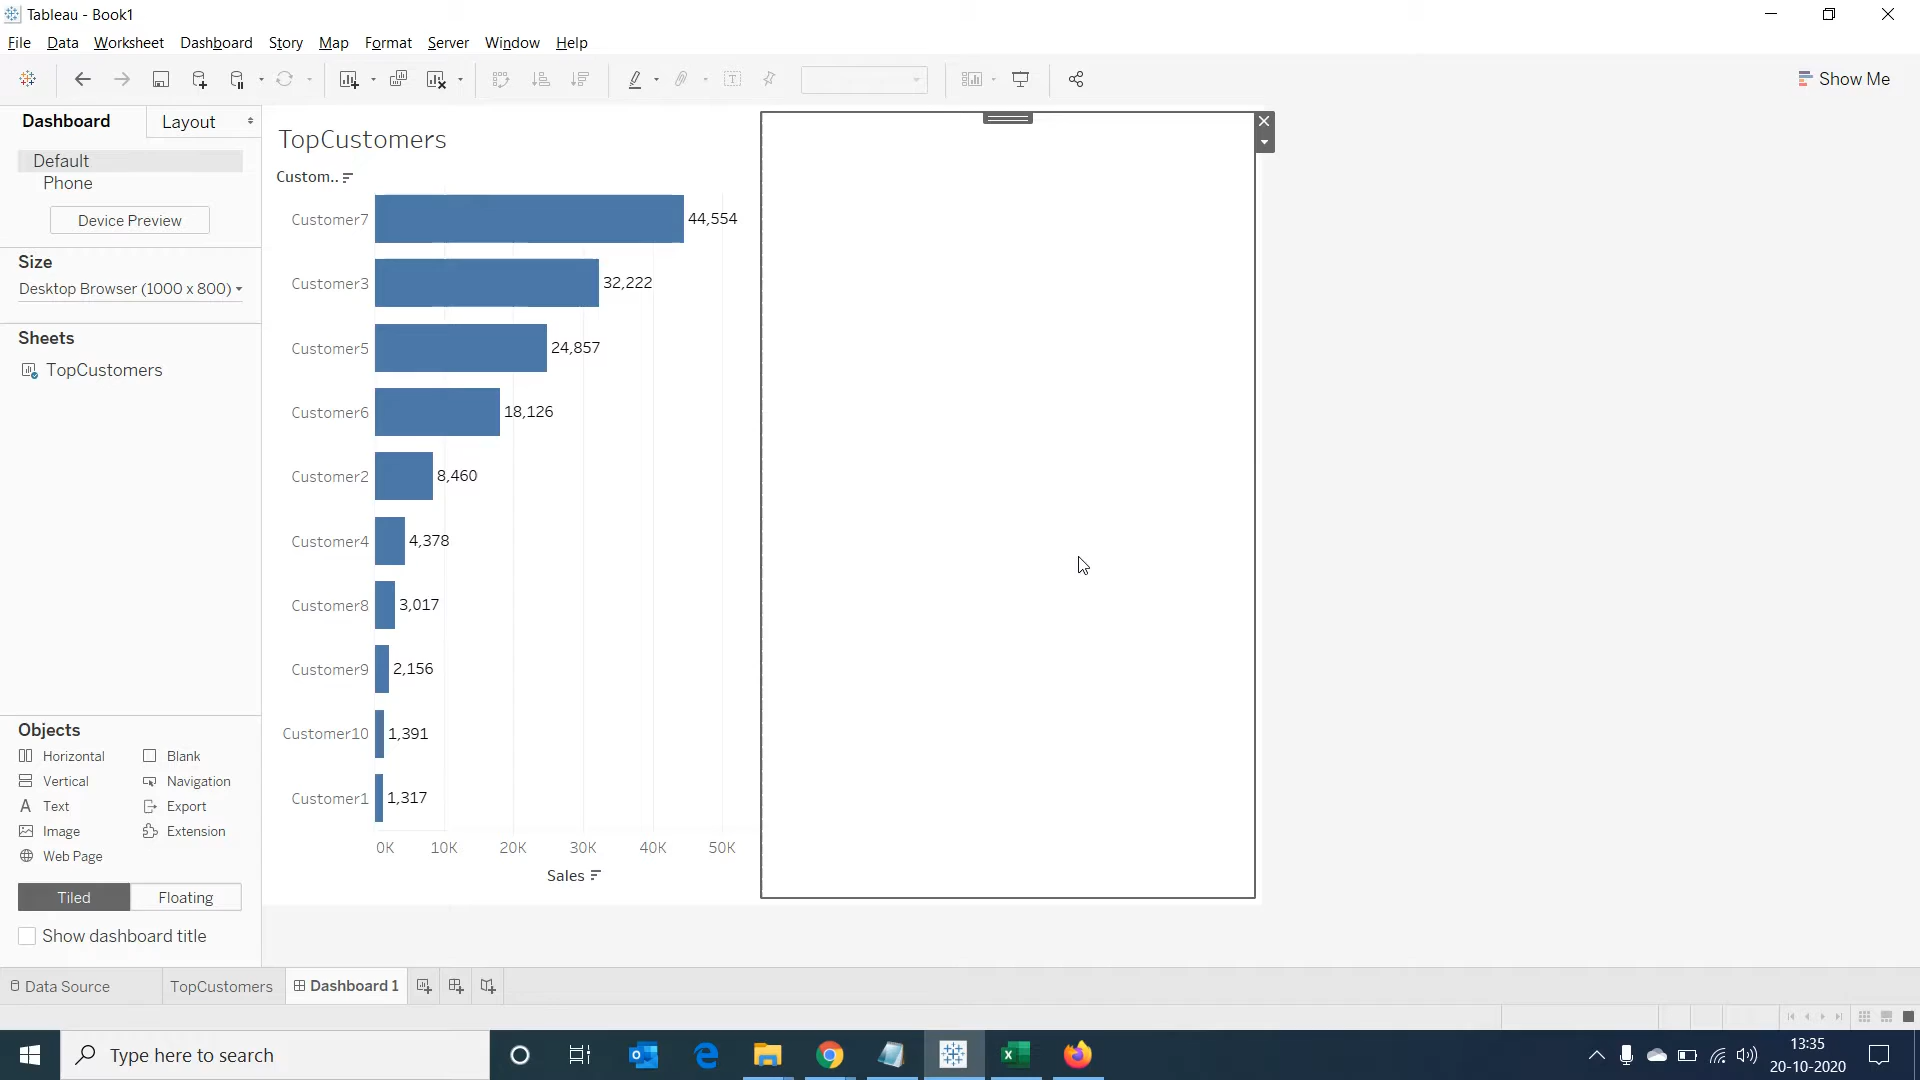 Tableau - Book1
File Data Worksheet Dashboard Story Map Format Server Window Help
Show Me
Dashboard Layout
Default
Phone
Device Preview
Size
Desktop Browser (1000 x 800)
Sheets
TopCustomers
Objects
Horizontal Blank
Vertical Navigation
Text Export
Image Extension
Web Page
Tiled Floating
Show dashboard title
TopCustomers
Custom..
Customer7 44,554
Customer3 32,222
Customer5 24,857
Customer6 18,126
Customer2 8,460
Customer4 4,378
Customer8 3,017
Customer9 2,156
Customer10 1,391
Customer1 1,317
0K 10K 20K 30K 40K 50K
Sales
Data Source TopCustomers Dashboard 1
Type here to search
13:35
20-10-2020